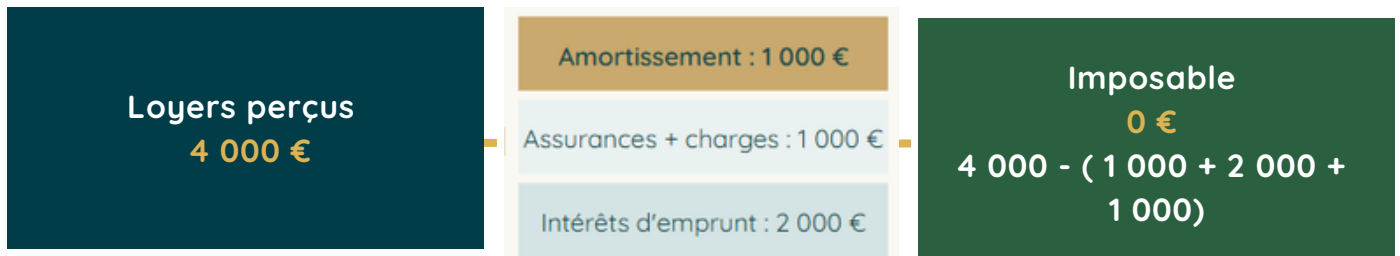 Loyers perçus
4 000 €
Amortissement : 1 000 €
Assurances + charges : 1 000 €
Intérêts d'emprunt : 2 000 €
Imposable
0 €
4 000 - ( 1 000 + 2 000 +
1 000)